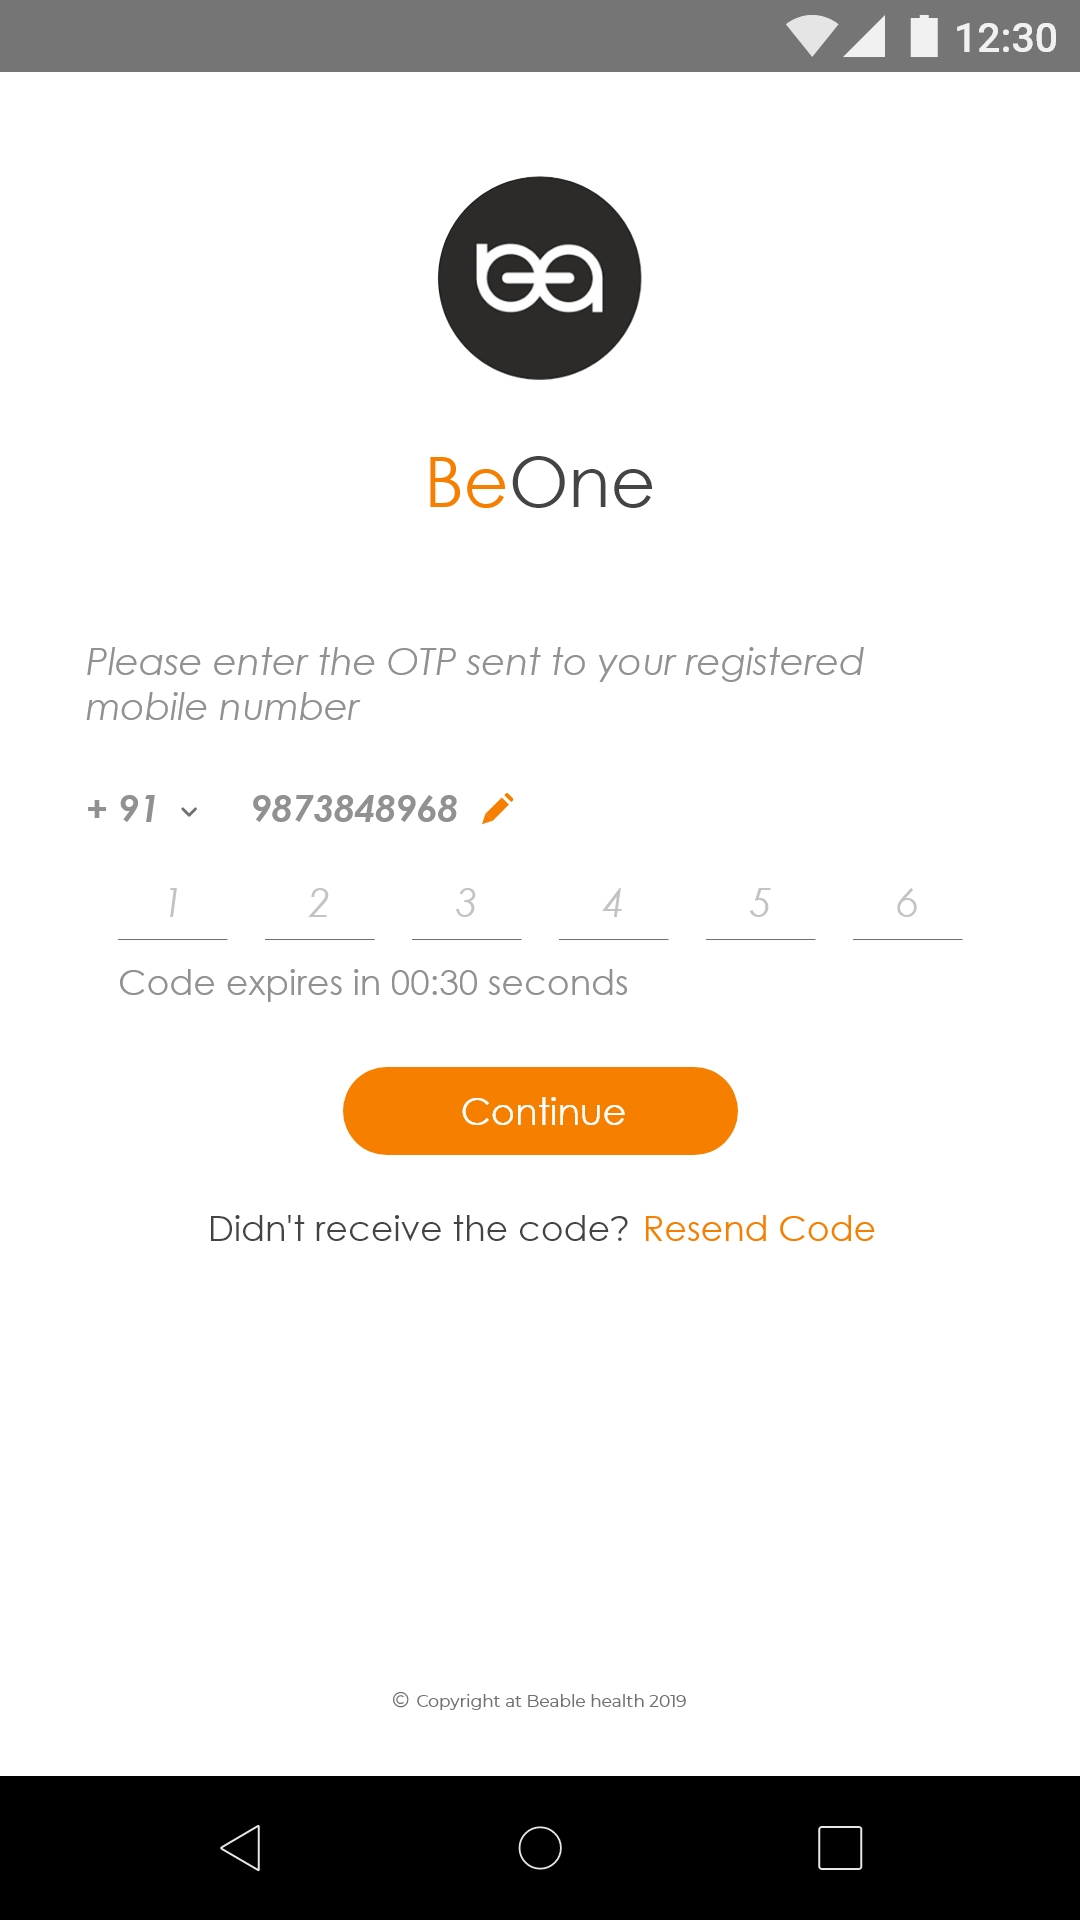 12:30
bea
BeOne
Please enter the OTP sent to your registered
mobile number
+ 91 9873848968
1 2 3 4 5 6
Code expires in 00:30 seconds
Continue
Didn't receive the code? Resend Code
© Copyright at Beable health 2019